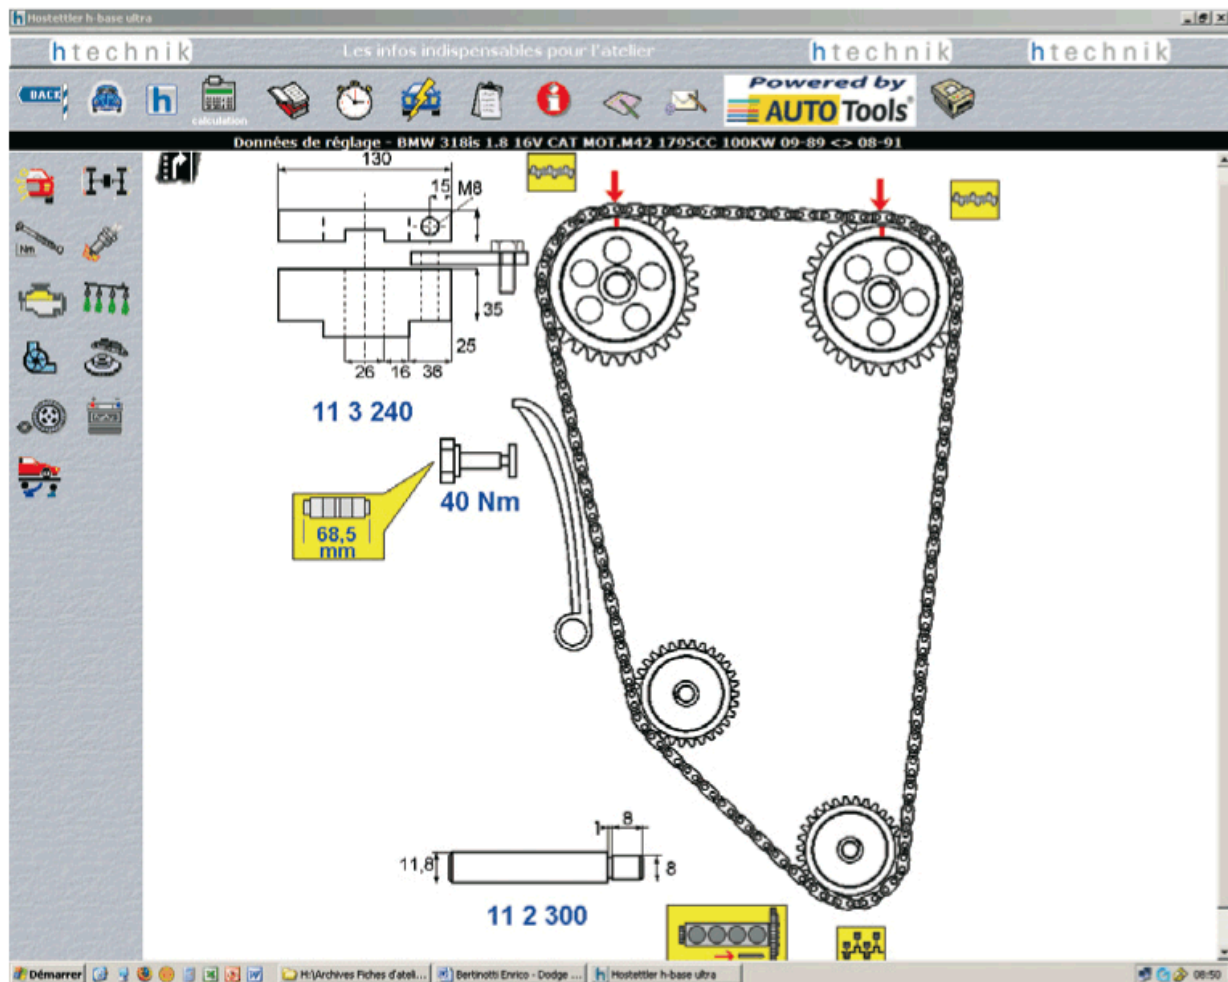 Hostettler h-base ultra
htechnik Les infos indispensables pour l'atelier htechnik htechnik
BACK
h
calculation
Powered by
AUTO Tools®
Données de réglage - BMW 318is 1.8 16V CAT MOT.M42 1795CC 100KW 09-89 <> 08-91
130
15 M8
35
25
26 16 38
11 3 240
40 Nm
68,5
mm
Nm
1 8
11,8 8
11 2 300
Démarrer H:\Archives Fiches d'ateli... Bertinotti Enrico - Dodge ... Hostettler h-base ultra 08:50